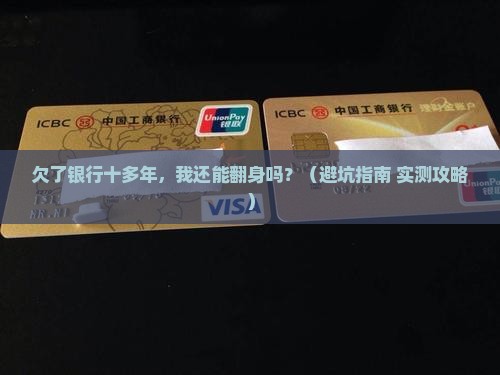 ICBC 中国工商银行
UnionPay
银联
VISA
ICBC 中国工商银行 理财金账户
UnionPay
银联
欠了银行十多年，我还能翻身吗？（避坑指南 实测攻略
）